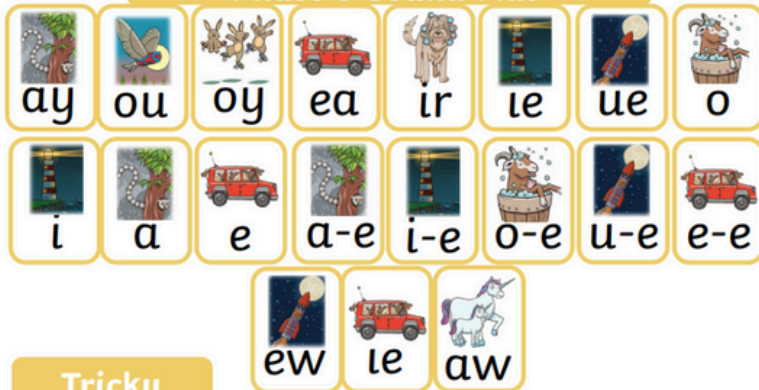 ay ou oy ea ir ie ue o
i a e a-e i-e o-e u-e e-e
ew ie aw
Tricky